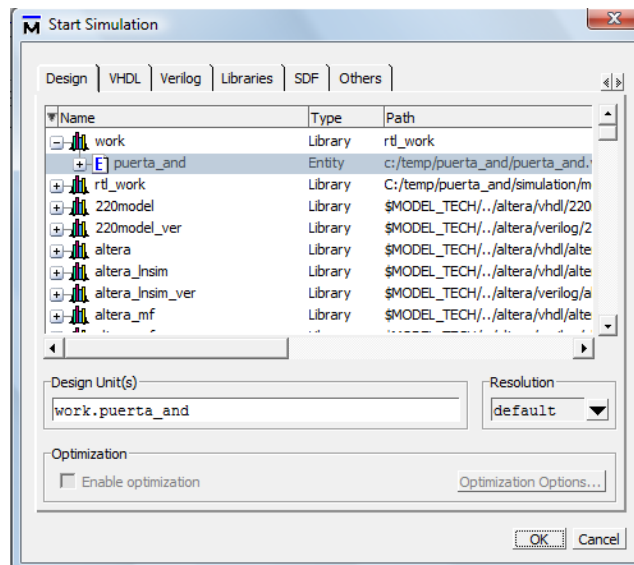 Start Simulation
Design VHDL Verilog Libraries SDF Others
Name Type Path
work Library rtl_work
puerta_and Entity c:/temp/puerta_and/puerta_and.
rtl_work Library C:/temp/puerta_and/simulation/m
220model Library $MODEL_TECH/../altera/vhdl/220
220model_ver Library $MODEL_TECH/../altera/verilog/2
altera Library $MODEL_TECH/../altera/vhdl/alte
altera_lnsim Library $MODEL_TECH/../altera/vhdl/alte
altera_lnsim_ver Library $MODEL_TECH/../altera/verilog/a
altera_mf Library $MODEL_TECH/../altera/vhdl/alte
Design Unit(s) Resolution
work.puerta_and default
Optimization
Enable optimization Optimization Options...
OK Cancel